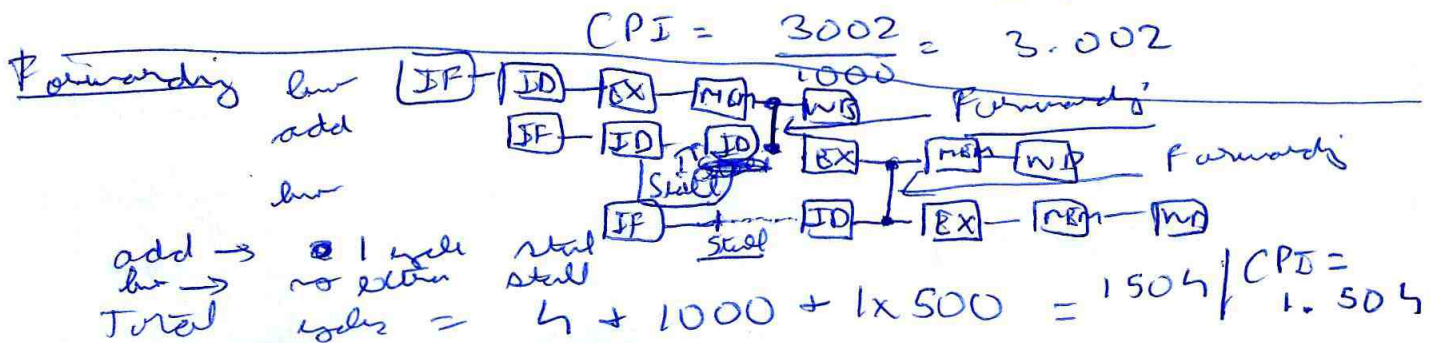 CPI = 3002 / 1000 = 3.002
Forwarding lw IF ID EX MEM WB Forwarding
add IF ID ID EX MEM WB Forwarding
Stall
lw IF ID EX MEM WB
Stall
add → 1 cycle stall
lw → no extra stall
Total cycles = 4 + 1000 + 1x500 = 1504 | CPI =
1.504